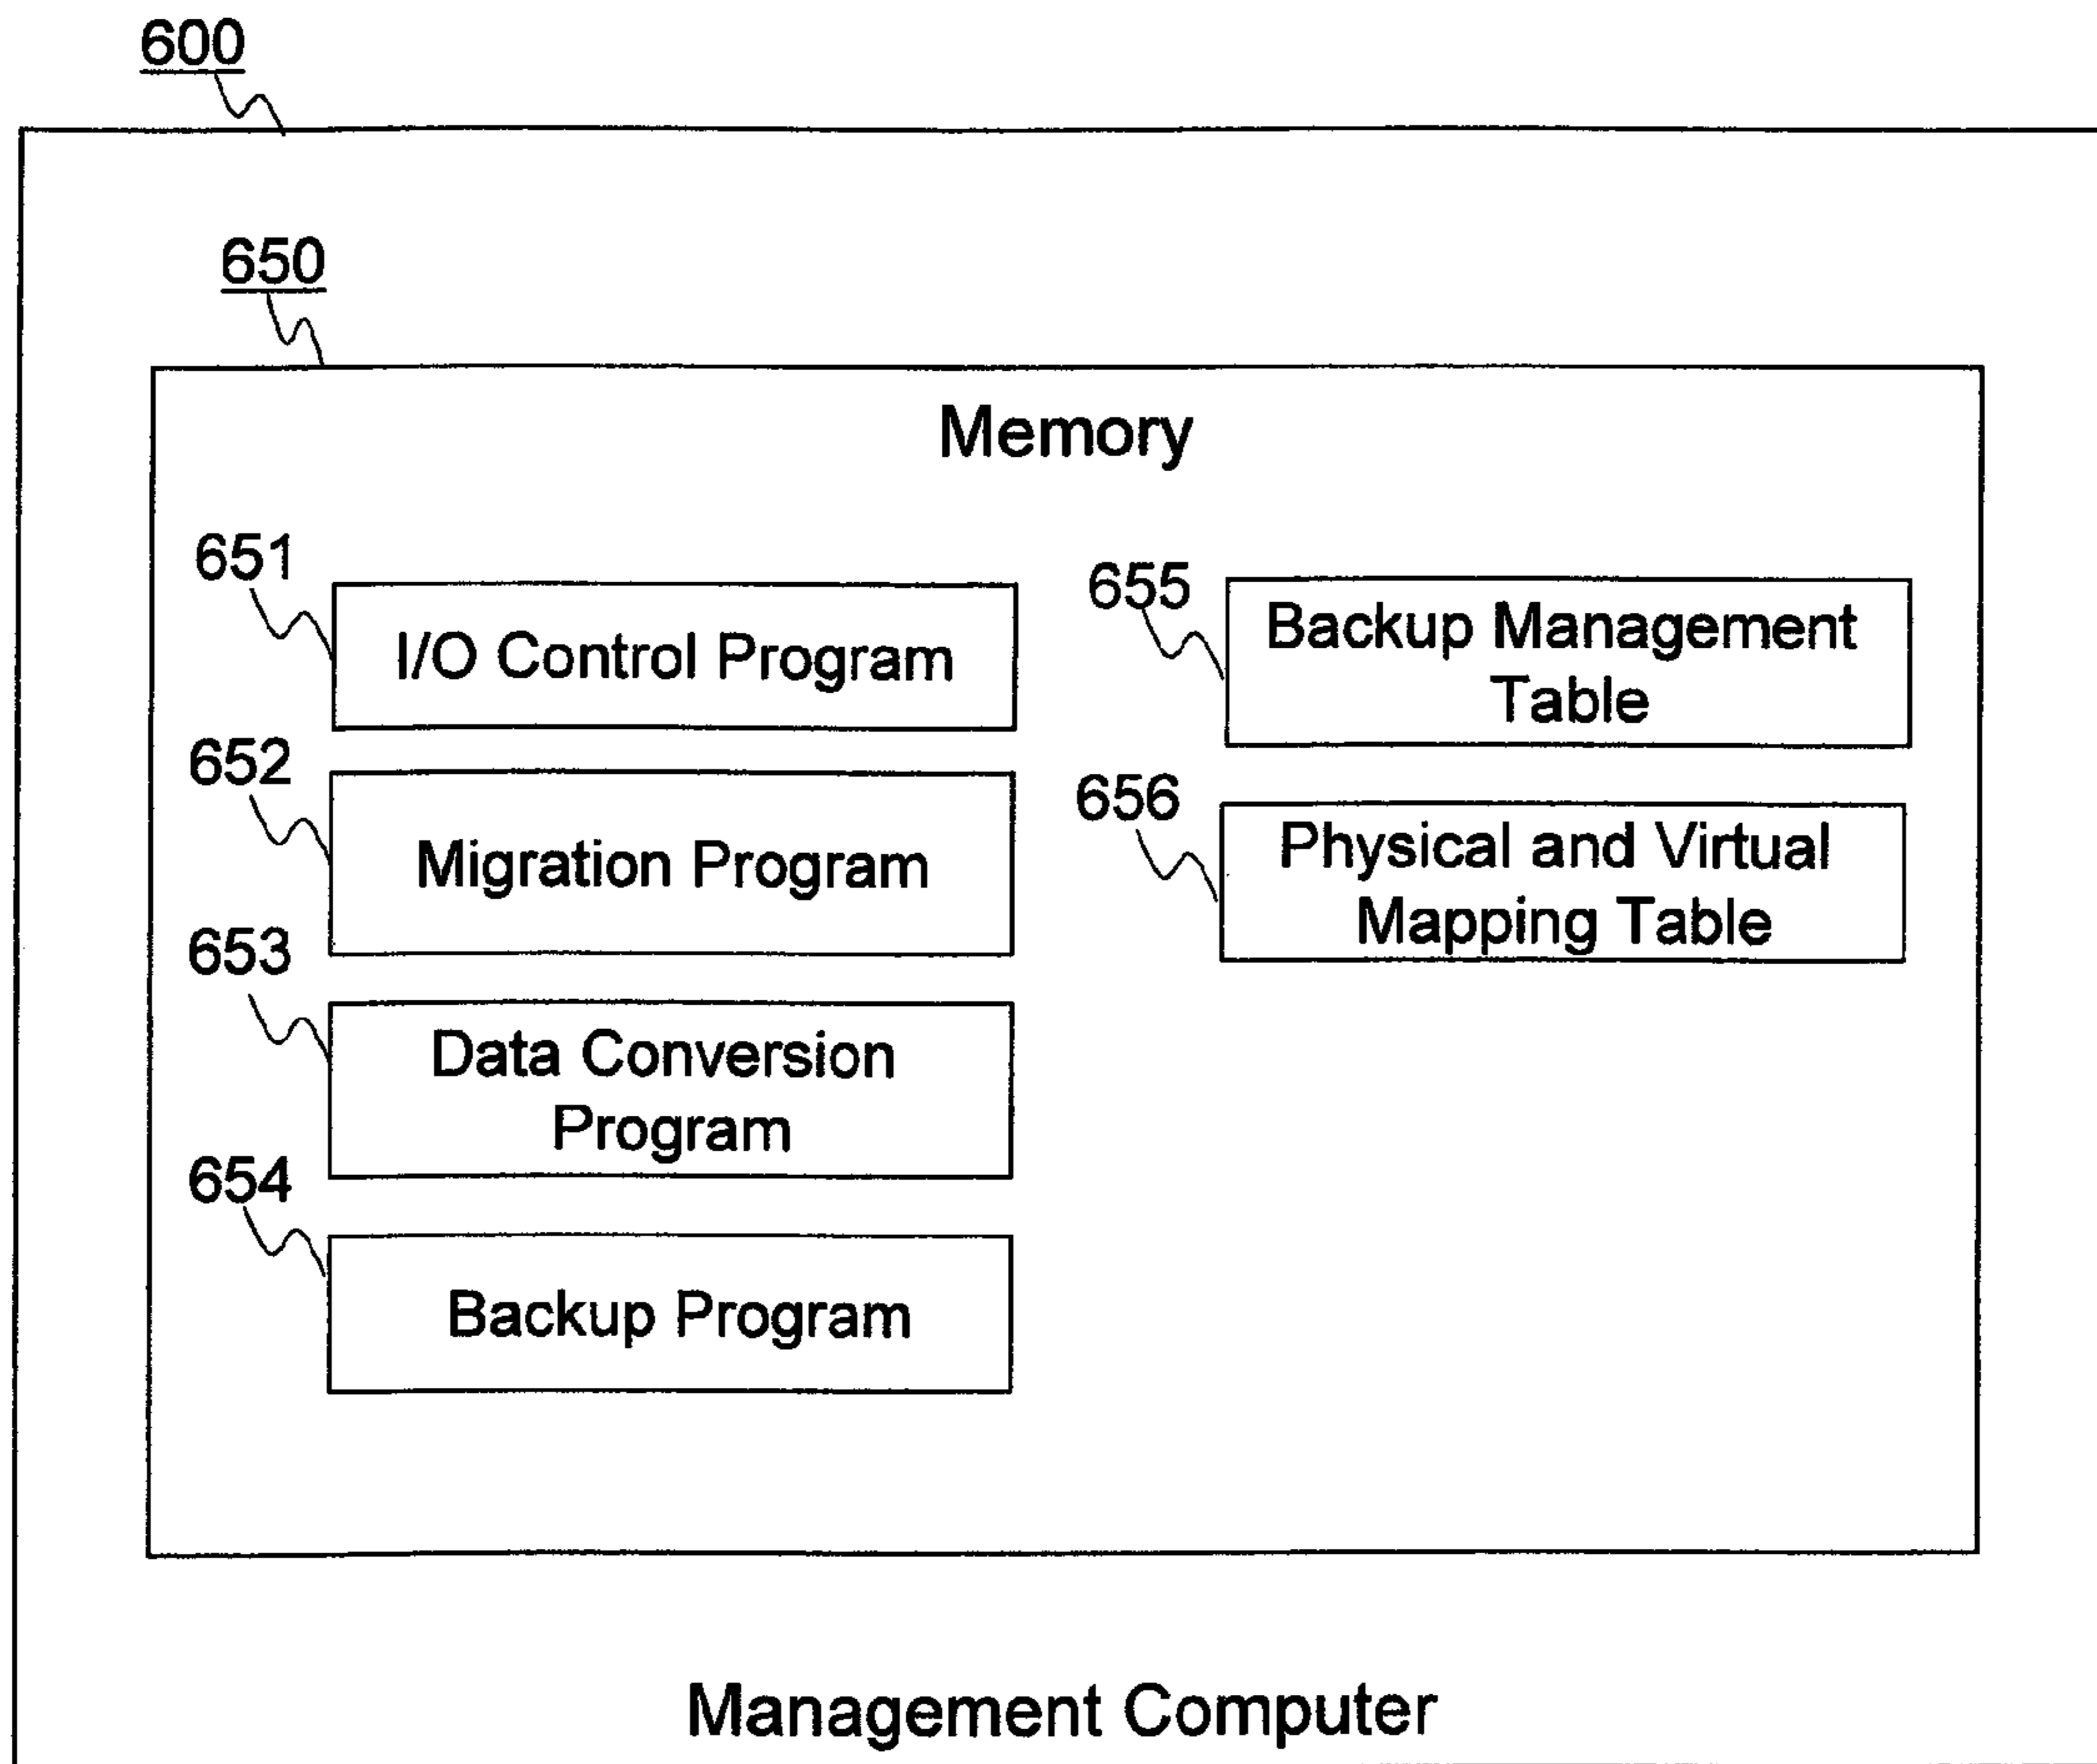 600
650
Memory
651
I/O Control Program
652
Migration Program
653
Data Conversion
Program
654
Backup Program
655
Backup Management
Table
656
Physical and Virtual
Mapping Table
Management Computer